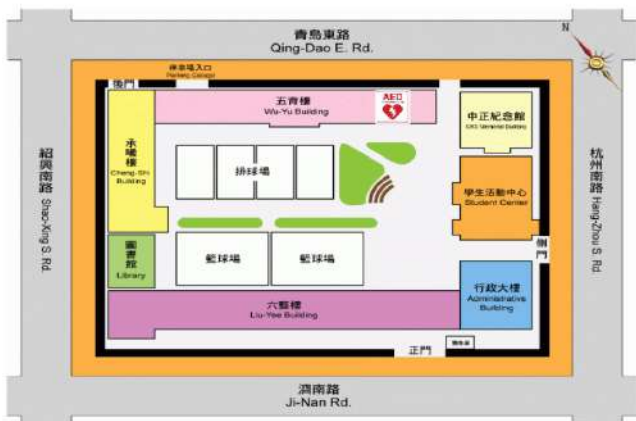 青島東路
Qing-Dao E. Rd.
N
停車場入口
Parking Garage
後門
五育樓
Wu-Yu Building
AED
中正紀念館
CKS Memorial Building
紹興南路
Shao-Xing S. Rd.
承曦樓
Cheng-Shi
Building
排球場
學生活動中心
Student Center
杭州南路
Hang-Zhou S. Rd.
側門
圖書館
Library
籃球場
籃球場
行政大樓
Administrative
Building
六藝樓
Liu-Yee Building
正門
濟南路
Ji-Nan Rd.